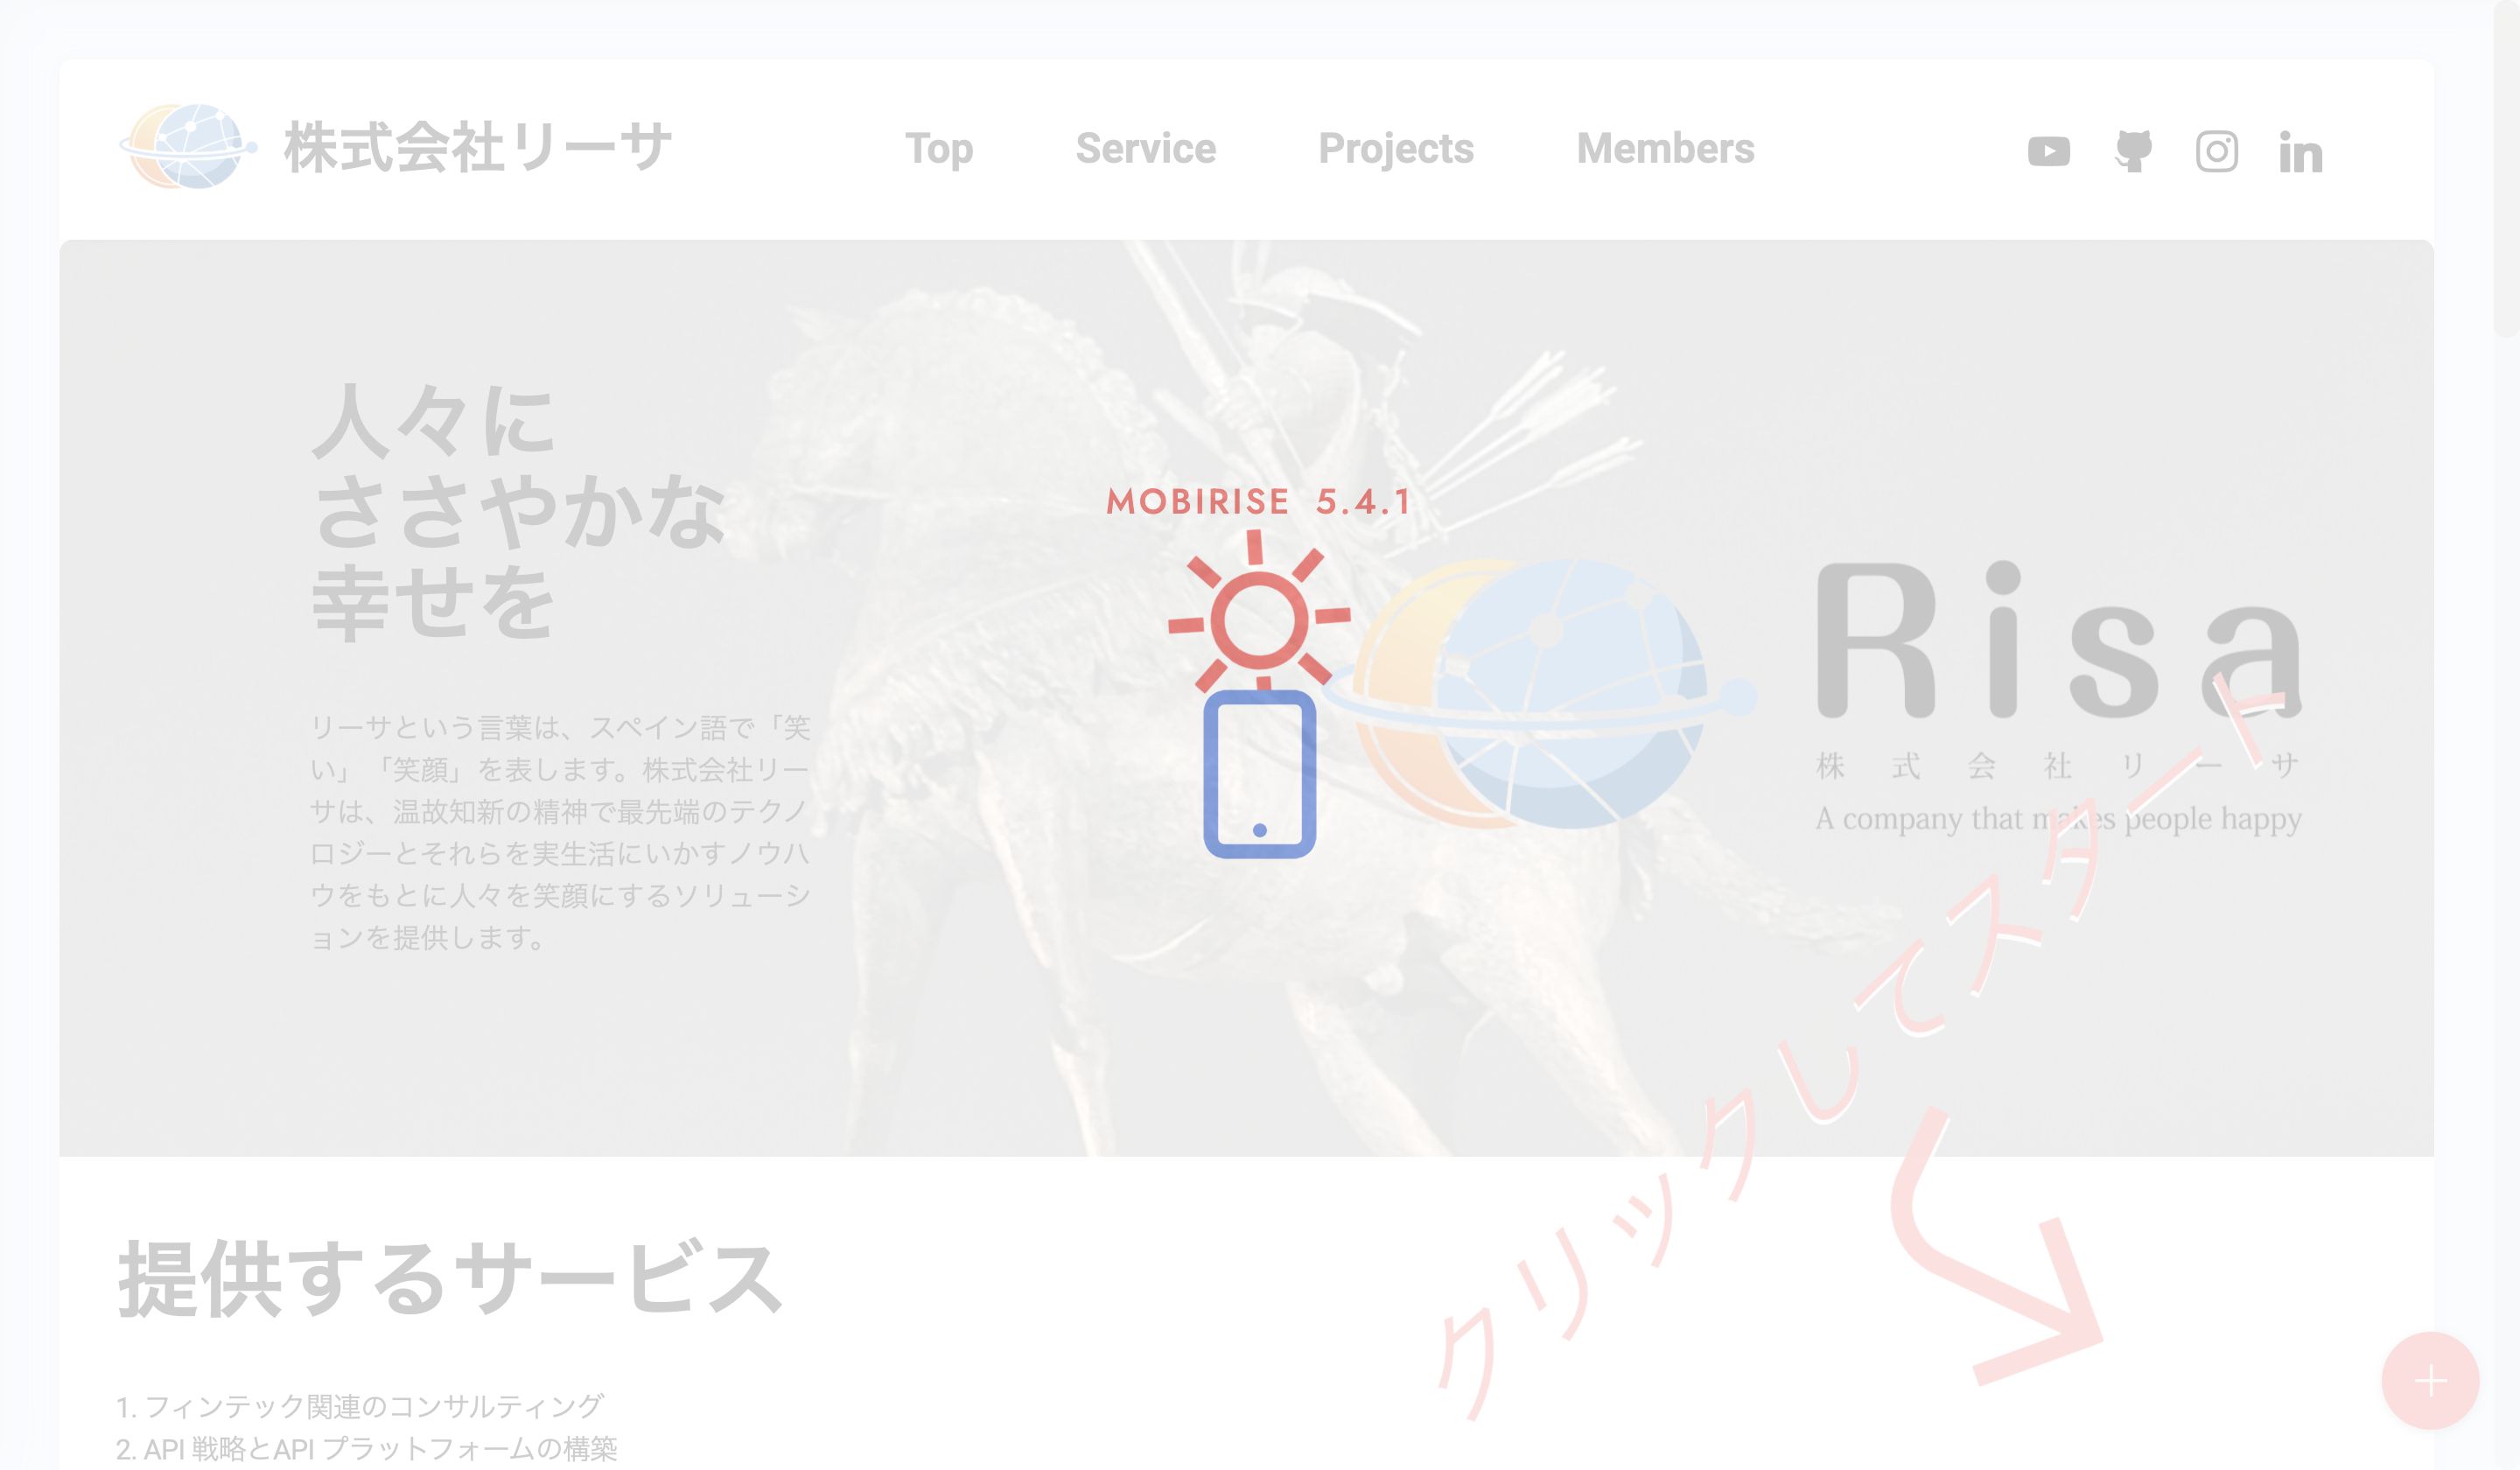 株式会社リーサ
Top Service Projects Members
人々に
ささやかな
幸せを
リーサという言葉は、スペイン語で「笑
い」「笑顔」を表します。株式会社リー
サは、温故知新の精神で最先端のテクノ
ロジーとそれらを実生活にいかすノウハ
ウをもとに人々を笑顔にするソリューシ
ョンを提供します。
MOBIRISE 5.4.1
Risa
株式会社リーサ
A company that makes people happy
クリックしてスタート
提供するサービス
1. フィンテック関連のコンサルティング
2. API 戦略とAPI プラットフォームの構築